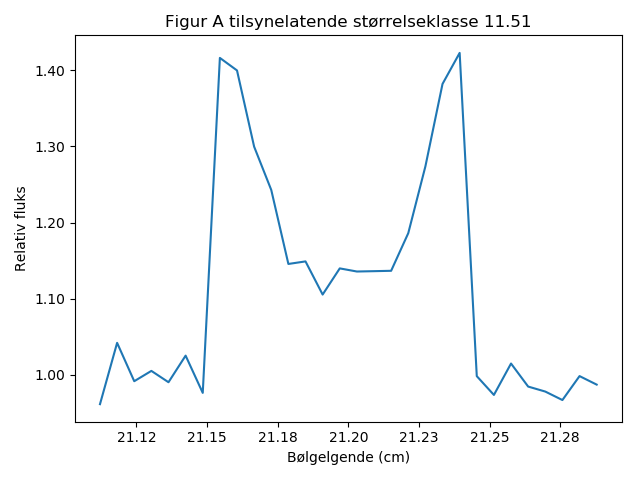 Figur A tilsynelatende størrelseklasse 11.51
1.40
1.30
1.20
1.10
1.00
Relativ fluks
21.12 21.15 21.18 21.20 21.23 21.25 21.28
Bølgelgende (cm)